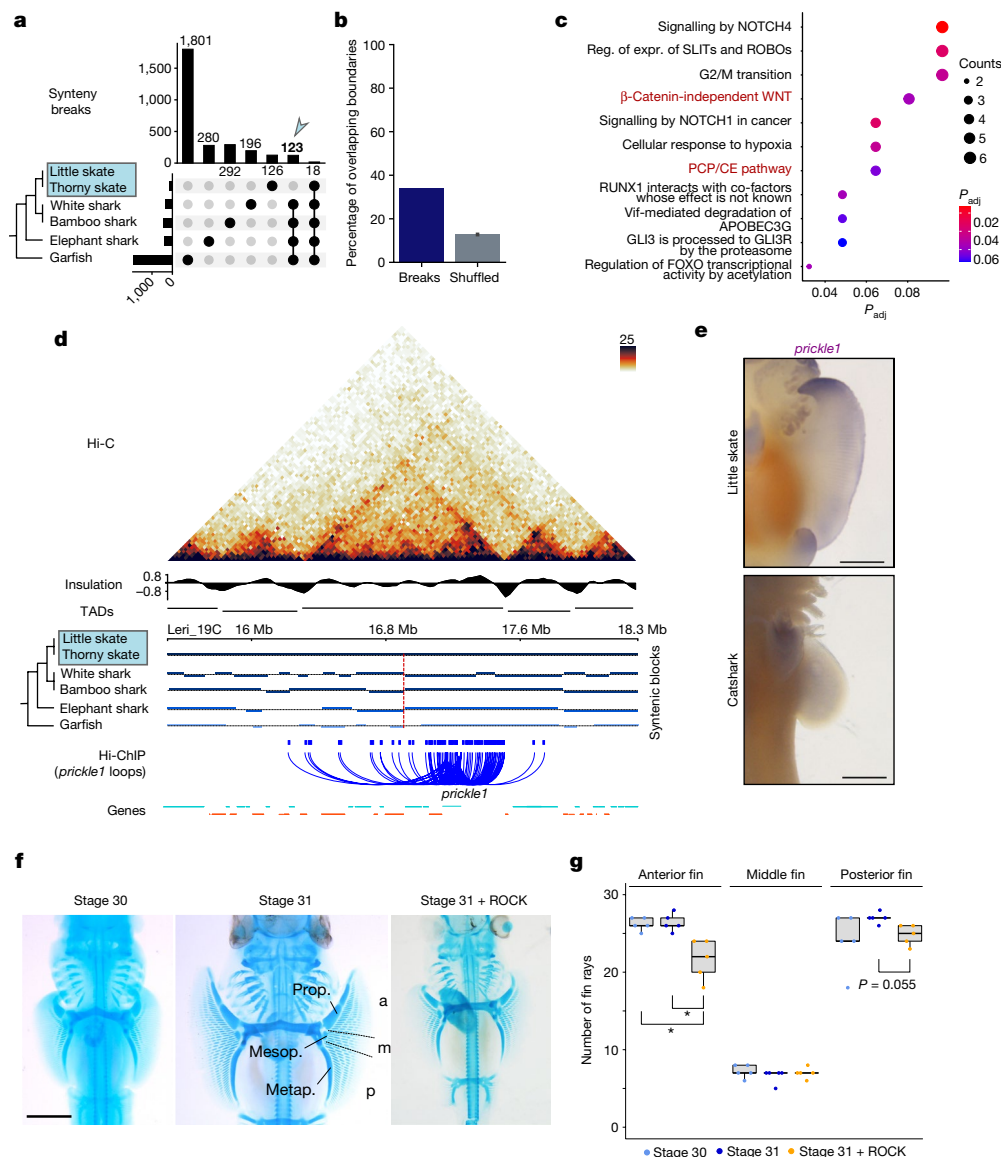 a
1,801
1,500
1,000
500
0
Synteny
breaks
280
292
196
126
123
18
Little skate
Thorny skate
White shark
Bamboo shark
Elephant shark
Garfish
1,000
0
b
Percentage of overlapping boundaries
100
80
60
40
20
0
Breaks
Shuffled
c
Signalling by NOTCH4
Reg. of expr. of SLITs and ROBOs
G2/M transition
β-Catenin-independent WNT
Signalling by NOTCH1 in cancer
Cellular response to hypoxia
PCP/CE pathway
RUNX1 interacts with co-factors
whose effect is not known
Vif-mediated degradation of
APOBEC3G
GLI3 is processed to GLI3R
by the proteasome
Regulation of FOXO transcriptional
activity by acetylation
0.04
0.06
0.08
Padj
Counts
2
3
4
5
6
Padj
0.02
0.04
0.06
d
25
Hi-C
Insulation
0.8
−0.8
TADs
Leri_19C
16 Mb
16.8 Mb
17.6 Mb
18.3 Mb
Little skate
Thorny skate
White shark
Bamboo shark
Elephant shark
Garfish
Syntenic blocks
Hi-ChIP
(prickle1 loops)
prickle1
Genes
e
prickle1
Little skate
Catshark
f
Stage 30
Stage 31
Stage 31 + ROCK
Prop.
a
Mesop.
m
Metap.
p
g
Anterior fin
Middle fin
Posterior fin
Number of fin rays
30
20
10
0
*
*
P = 0.055
Stage 30
Stage 31
Stage 31 + ROCK